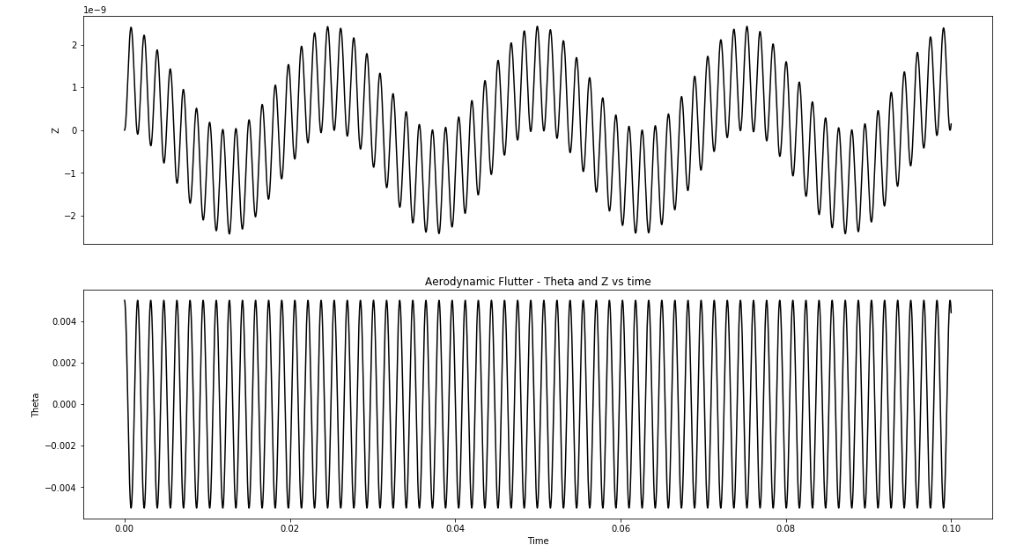 1e−9
2
1
0
−1
−2
Z
Aerodynamic Flutter - Theta and Z vs time
0.004
0.002
0.000
−0.002
−0.004
Theta
0.00 0.02 0.04 0.06 0.08 0.10
Time